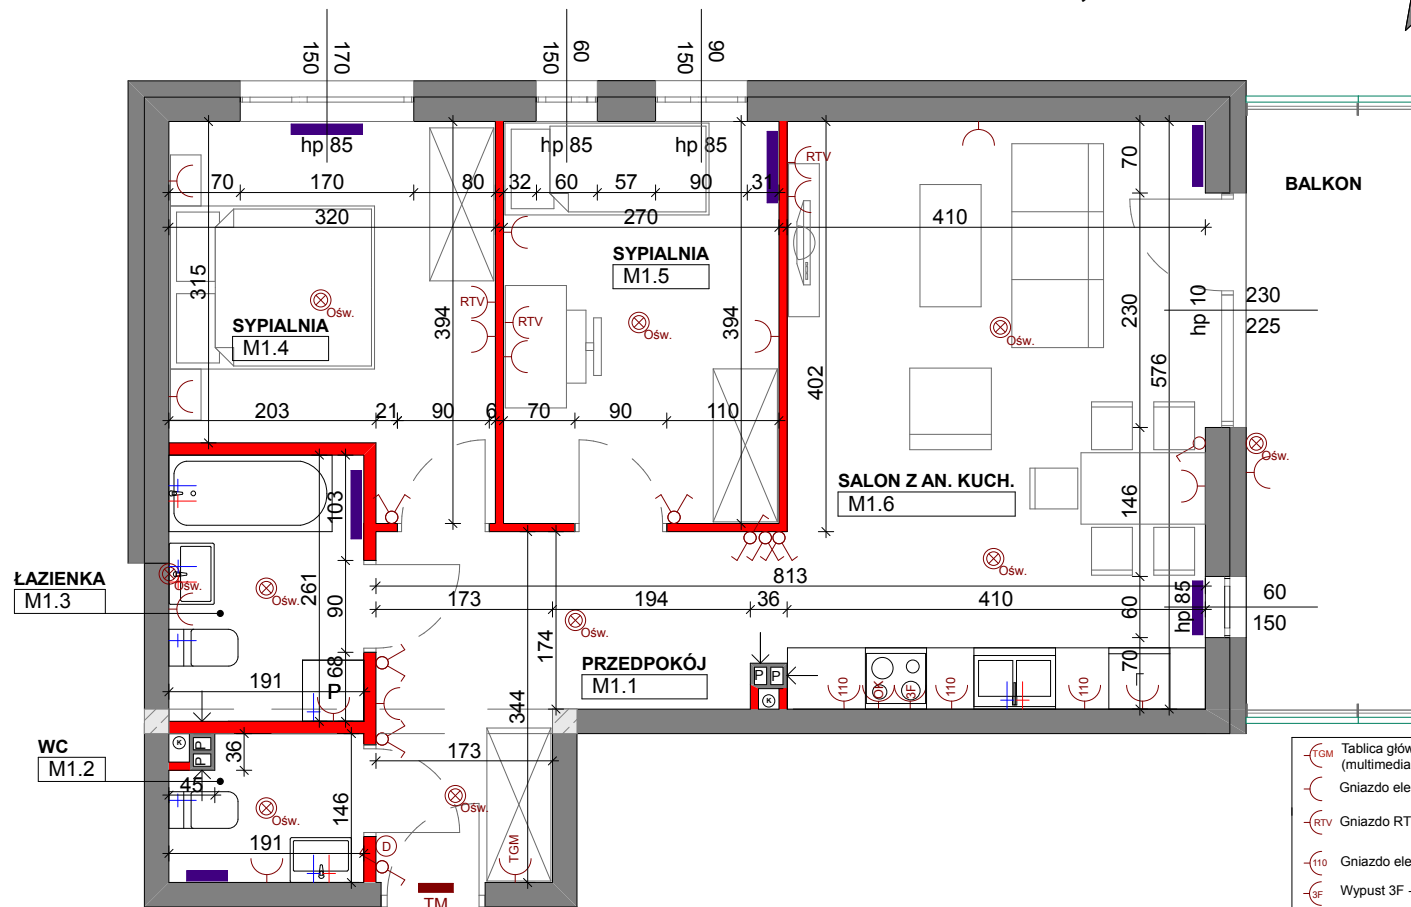 150
170
150
60
150
90
hp 85
hp 85
hp 85
RTV
70
170
80
32
60
57
90
31
70
BALKON
320
270
410
SYPIALNIA
M1.5
315
394
394
RTV
RTV
Ośw.
Ośw.
Ośw.
SYPIALNIA
M1.4
hp 10
230
225
230
576
402
203
21
90
6
70
90
110
Ośw.
SALON Z AN. KUCH.
M1.6
146
103
261
ŁAZIENKA
M1.3
Ośw.
Ośw.
90
813
Ośw.
173
194
36
410
60
hp 85
60
150
Ośw.
174
PRZEDPOKÓJ
M1.1
P
P
K
68
191
P
344
110
OK
3F
110
110
L
70
WC
M1.2
K
P
P
36
45
173
146
Ośw.
Ośw.
191
D
TGM
TM
TGM Tablica głów
(multimedia
Gniazdo ele
RTV Gniazdo RT
110 Gniazdo ele
3F Wypust 3F -